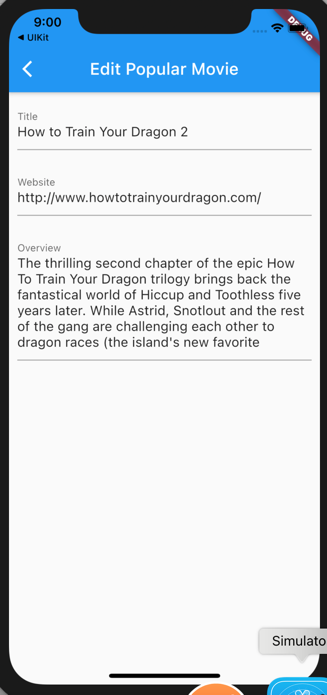 9:00
DEBUG
◀ UIKit
Edit Popular Movie
Title
How to Train Your Dragon 2
Website
http://www.howtotrainyourdragon.com/
Overview
The thrilling second chapter of the epic How
To Train Your Dragon trilogy brings back the
fantastical world of Hiccup and Toothless five
years later. While Astrid, Snotlout and the rest
of the gang are challenging each other to
dragon races (the island's new favorite
Simulato